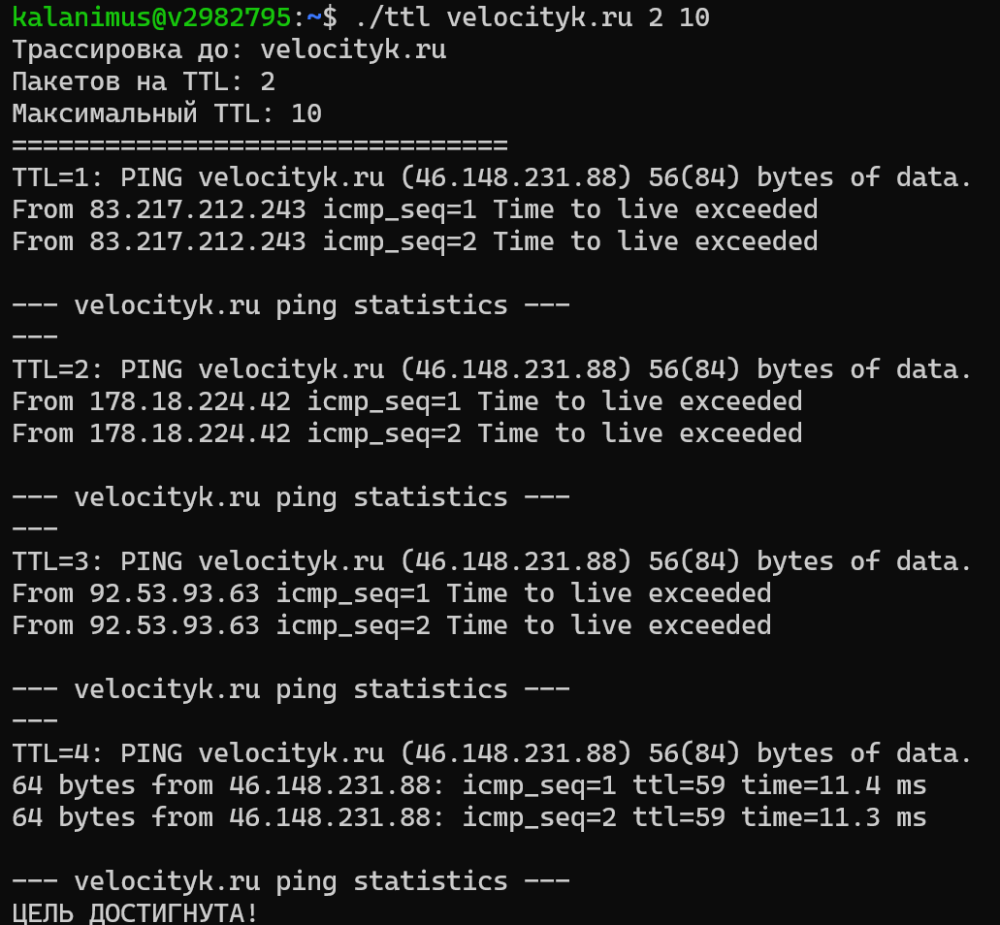 kalanimus@v2982795:~$ ./ttl velocityk.ru 2 10
Трассировка до: velocityk.ru
Пакетов на TTL: 2
Максимальный TTL: 10
================================
TTL=1: PING velocityk.ru (46.148.231.88) 56(84) bytes of data.
From 83.217.212.243 icmp_seq=1 Time to live exceeded
From 83.217.212.243 icmp_seq=2 Time to live exceeded

--- velocityk.ru ping statistics ---
---
TTL=2: PING velocityk.ru (46.148.231.88) 56(84) bytes of data.
From 178.18.224.42 icmp_seq=1 Time to live exceeded
From 178.18.224.42 icmp_seq=2 Time to live exceeded

--- velocityk.ru ping statistics ---
---
TTL=3: PING velocityk.ru (46.148.231.88) 56(84) bytes of data.
From 92.53.93.63 icmp_seq=1 Time to live exceeded
From 92.53.93.63 icmp_seq=2 Time to live exceeded

--- velocityk.ru ping statistics ---
---
TTL=4: PING velocityk.ru (46.148.231.88) 56(84) bytes of data.
64 bytes from 46.148.231.88: icmp_seq=1 ttl=59 time=11.4 ms
64 bytes from 46.148.231.88: icmp_seq=2 ttl=59 time=11.3 ms

--- velocityk.ru ping statistics ---
ЦЕЛЬ ДОСТИГНУТА!